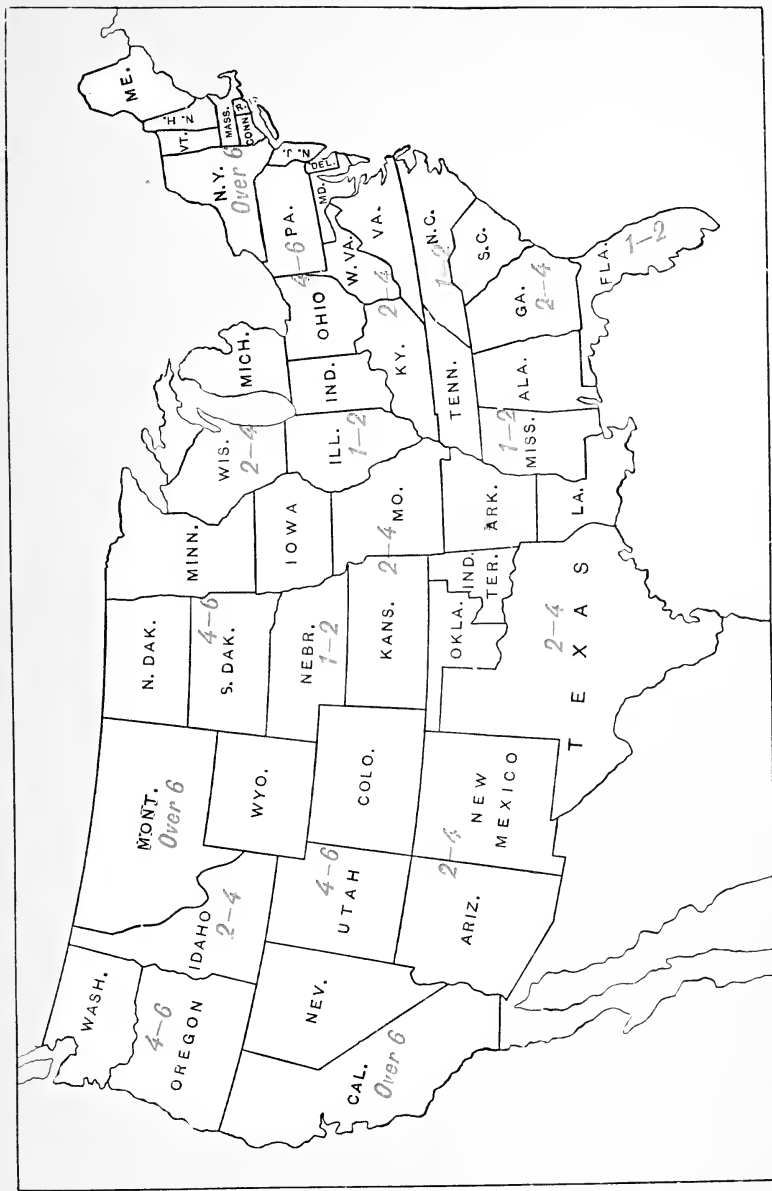 WASH.
OREGON
4–6
CAL.
Over 6
NEV.
IDAHO
2–4
MONT.
Over 6
WYO.
UTAH
4–6
COLO.
ARIZ.
NEW
MEXICO
2–4
N. DAK.
S. DAK.
4–6
NEBR.
1–2
KANS.
OKLA.
IND.
TER.
TEXAS
2–4
MINN.
IOWA
MO.
2–4
ARK.
LA.
WIS.
2–4
ILL.
1–2
MICH.
IND.
OHIO
KY.
TENN.
MISS.
1–2
ALA.
GA.
2–4
FLA.
1–2
S.C.
N.C.
1–2
VA.
W. VA.
2–4
MD.
DEL.
PA.
4–6
N.J.
N.Y.
Over 6
CONN.
R.
MASS.
VT.
N.H.
ME.